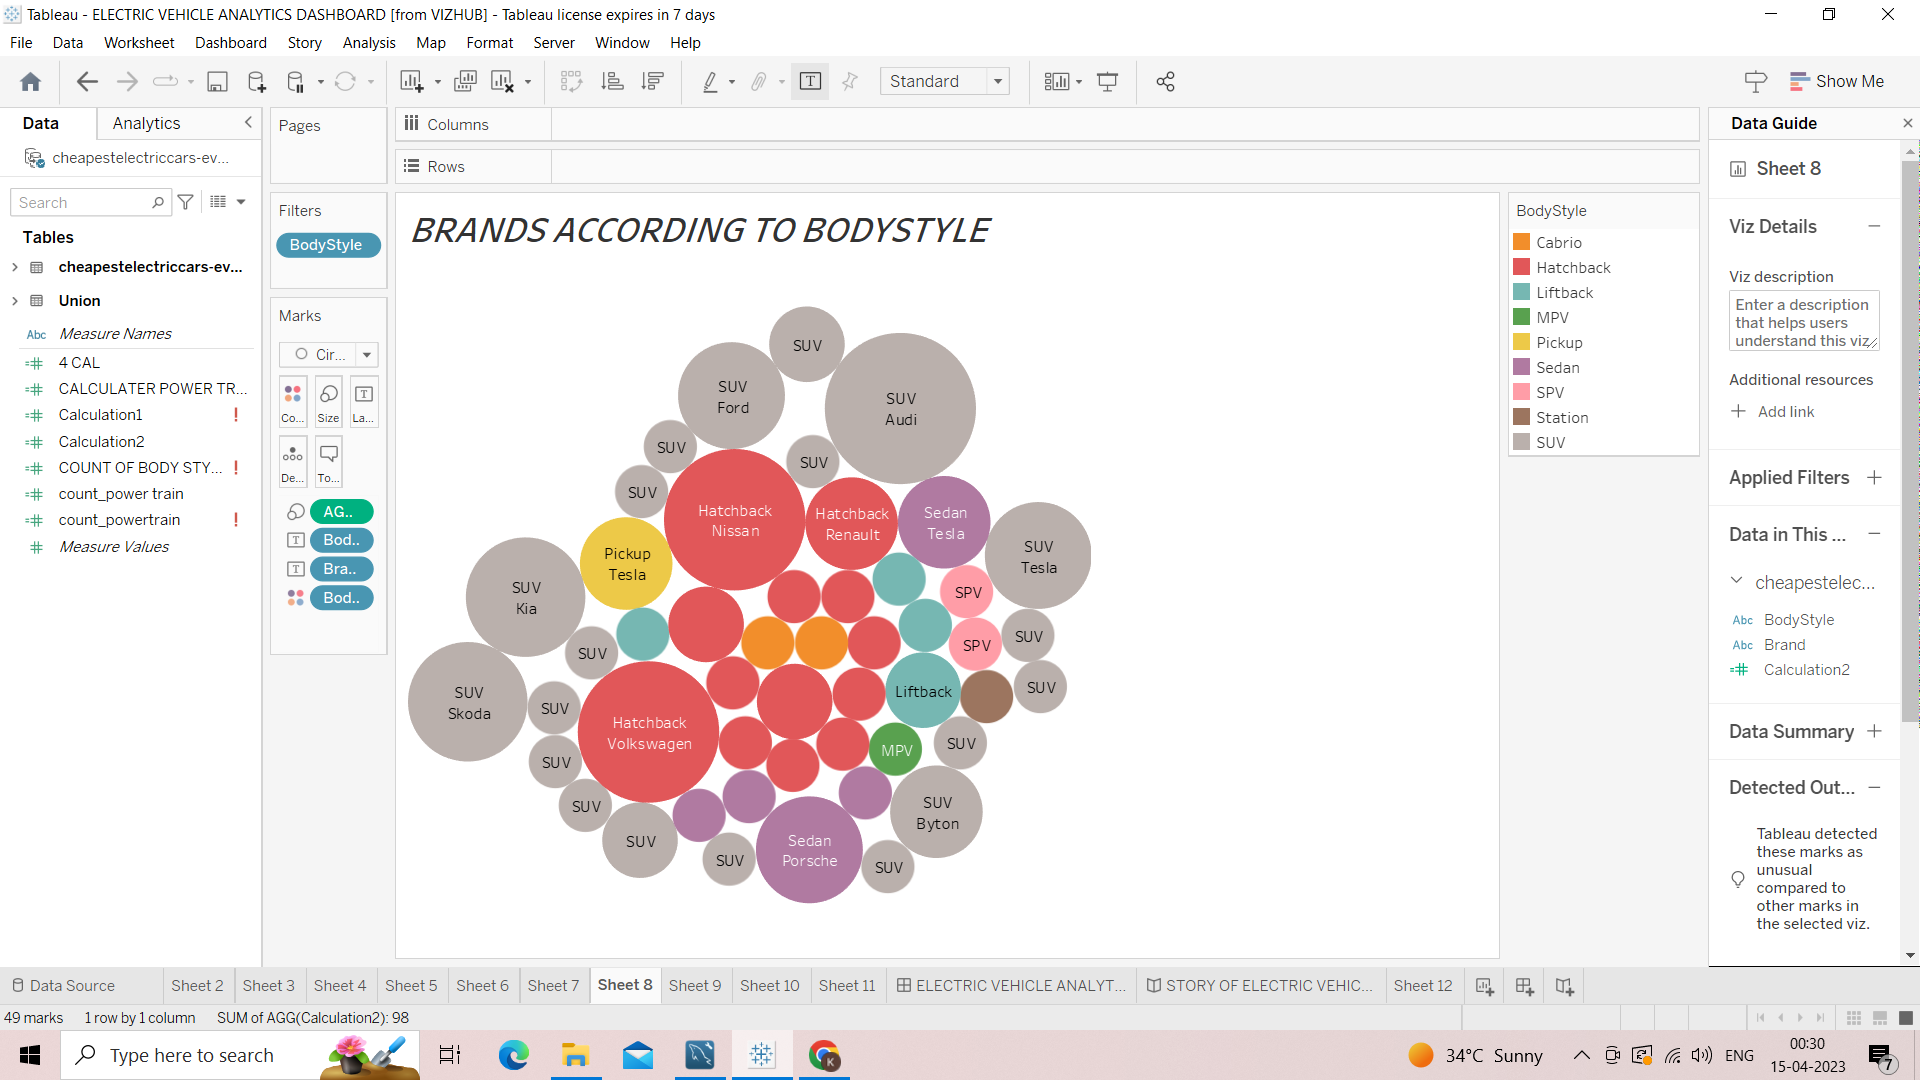 Tableau - ELECTRIC VEHICLE ANALYTICS DASHBOARD [from VIZHUB] - Tableau license expires in 7 days
File Data Worksheet Dashboard Story Analysis Map Format Server Window Help
Standard
Show Me
Data Analytics
cheapestelectriccars-ev...
Search
Tables
cheapestelectriccars-ev...
Union
Abc Measure Names
4 CAL
CALCULATER POWER TR...
Calculation1 !
Calculation2
COUNT OF BODY STY... !
count_power train
count_powertrain !
Measure Values
Pages
Filters
BodyStyle
Marks
Cir...
Co... Size La...
De... To...
AG..
Bod..
Bra..
Bod..
Columns
Rows
BRANDS ACCORDING TO BODYSTYLE
SUV
SUV
Ford
SUV
Audi
SUV
SUV
SUV
Hatchback
Nissan
Hatchback
Renault
Sedan
Tesla
SUV
Tesla
Pickup
Tesla
SUV
Kia
SPV
SUV
SPV
SUV
SUV
Skoda
Liftback
SUV
SUV
Hatchback
Volkswagen
SUV
MPV
SUV
SUV
SUV
Byton
SUV
SUV
Sedan
Porsche
SUV
BodyStyle
Cabrio
Hatchback
Liftback
MPV
Pickup
Sedan
SPV
Station
SUV
Data Guide
Sheet 8
Viz Details
Viz description
Enter a description
that helps users
understand this viz
Additional resources
Add link
Applied Filters
Data in This ...
cheapestelec...
Abc BodyStyle
Abc Brand
Calculation2
Data Summary
Detected Out...
Tableau detected
these marks as
unusual
compared to
other marks in
the selected viz.
Data Source Sheet 2 Sheet 3 Sheet 4 Sheet 5 Sheet 6 Sheet 7 Sheet 8 Sheet 9 Sheet 10 Sheet 11 ELECTRIC VEHICLE ANALYT... STORY OF ELECTRIC VEHIC... Sheet 12
49 marks 1 row by 1 column SUM of AGG(Calculation2): 98
Type here to search
K
34°C Sunny
ENG
00:30
15-04-2023
7